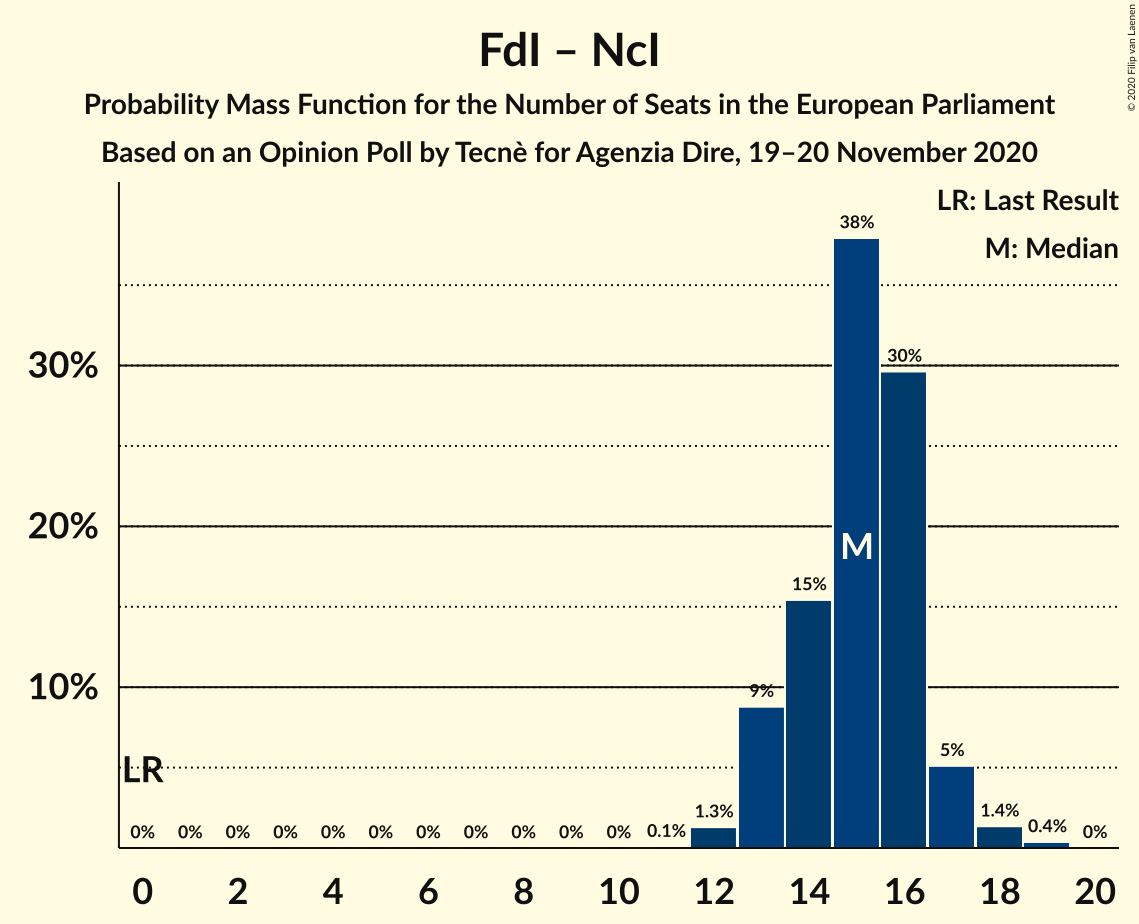 FdI – NcI
Probability Mass Function for the Number of Seats in the European Parliament
Based on an Opinion Poll by Tecnè for Agenzia Dire, 19–20 November 2020
© 2020 Filip van Laenen
LR: Last Result
M: Median
38%
30%
30%
20%
M
15%
10%
9%
5%
LR
1.3%
1.4%
0% 0% 0% 0% 0% 0% 0% 0% 0% 0% 0% 0.1% 0.4% 0%
0 2 4 6 8 10 12 14 16 18 20